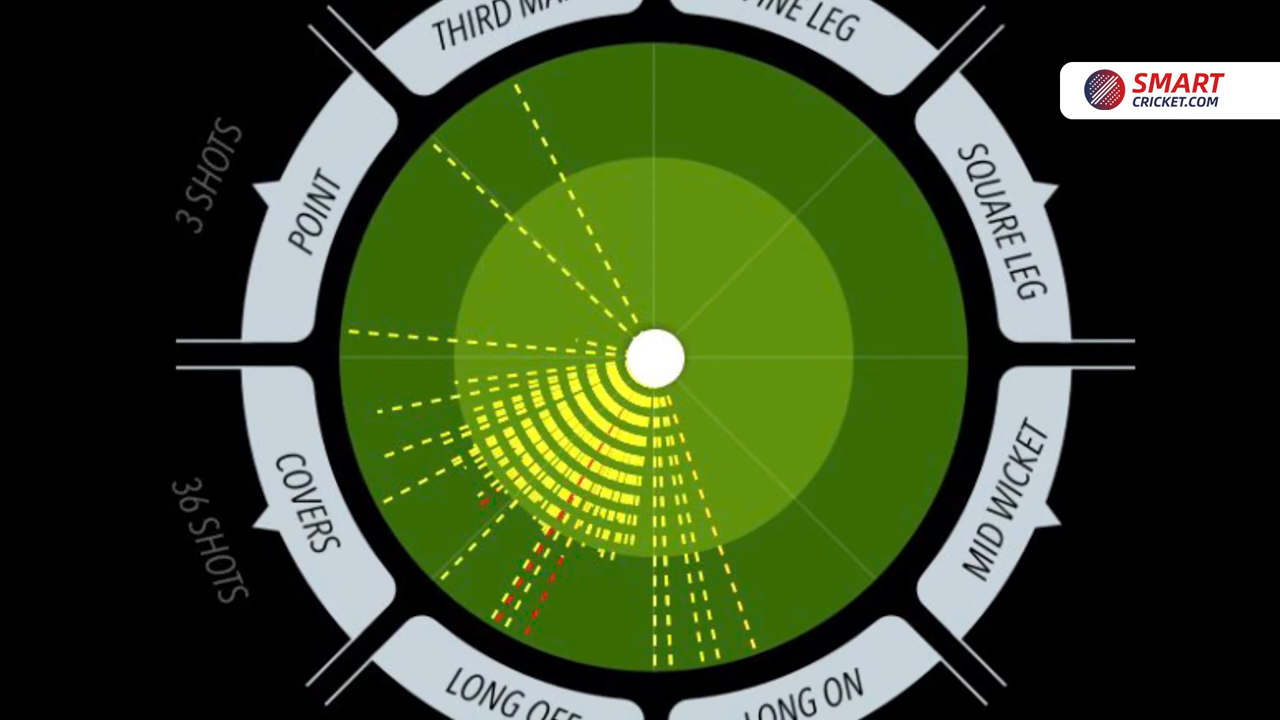 THIRD MA
FINE LEG
SMART
CRICKET.COM
3 SHOTS
POINT
SQUARE LEG
36 SHOTS
COVERS
MID WICKET
LONG OFF
LONG ON